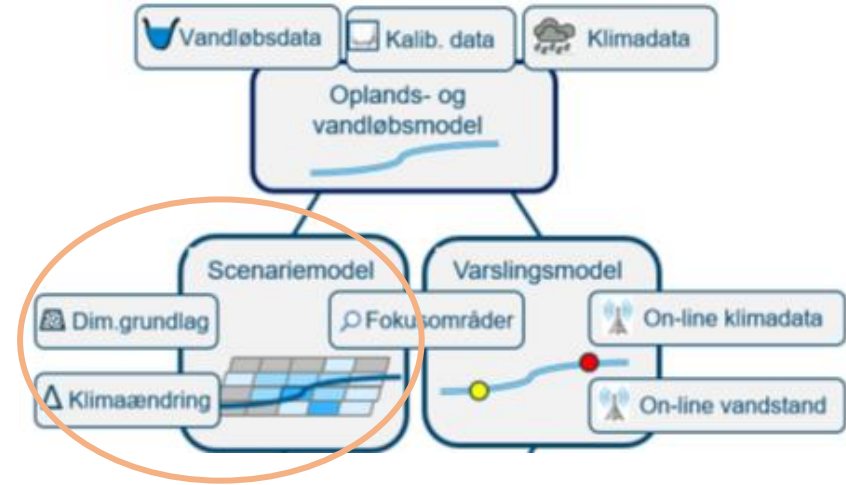 Vandløbsdata
Kalib. data
Klimadata
Oplands- og
vandløbsmodel
Scenariemodel
Varslingsmodel
Dim.grundlag
Fokusområder
On-line klimadata
Δ Klimaændring
On-line vandstand